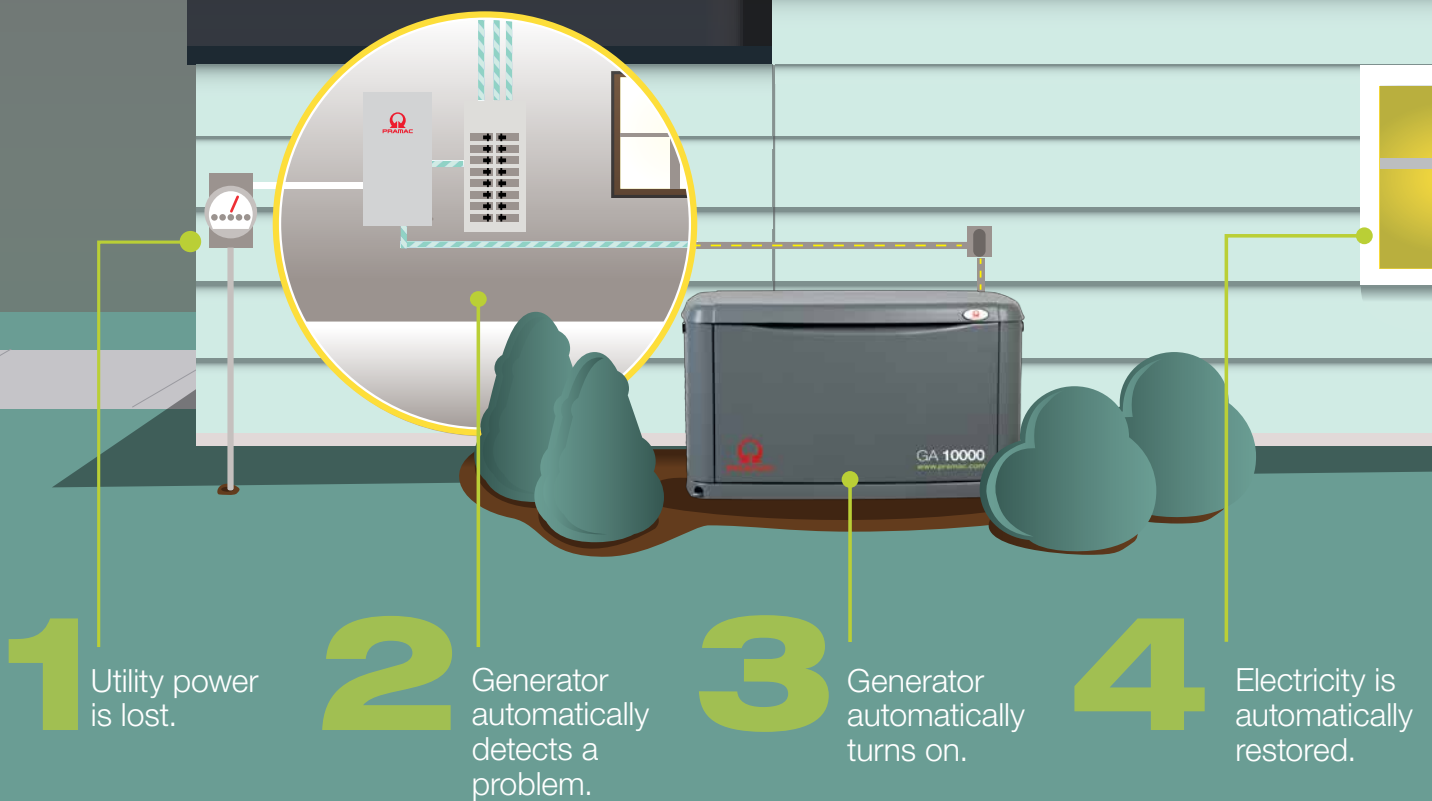 PRAMAC
PRAMAC
GA 10000
www.pramac.com
1
Utility power
is lost.
2
Generator
automatically
detects a
problem.
3
Generator
automatically
turns on.
4
Electricity is
automatically
restored.